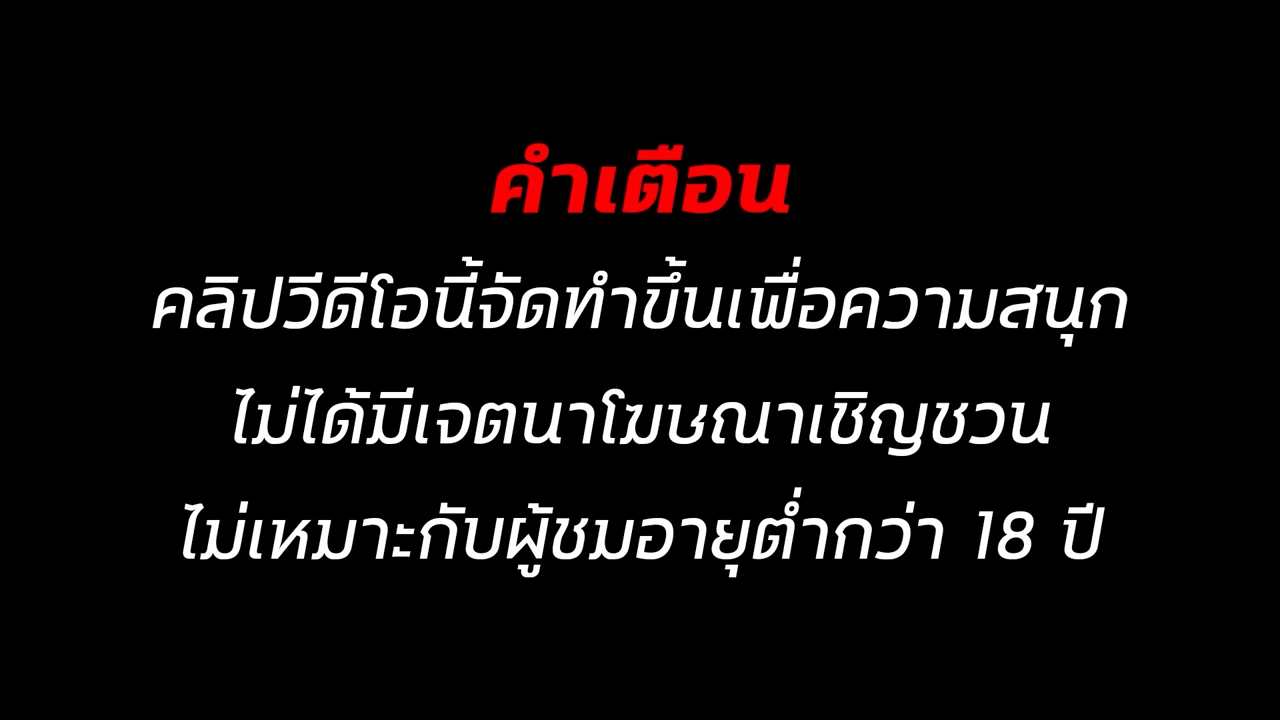 คำเตือน
คลิปวีดีโอนี้จัดทำขึ้นเพื่อความสนุก
ไม่ได้มีเจตนาโฆษณาเชิญชวน
ไม่เหมาะกับผู้ชมอายุต่ำกว่า 18 ปี